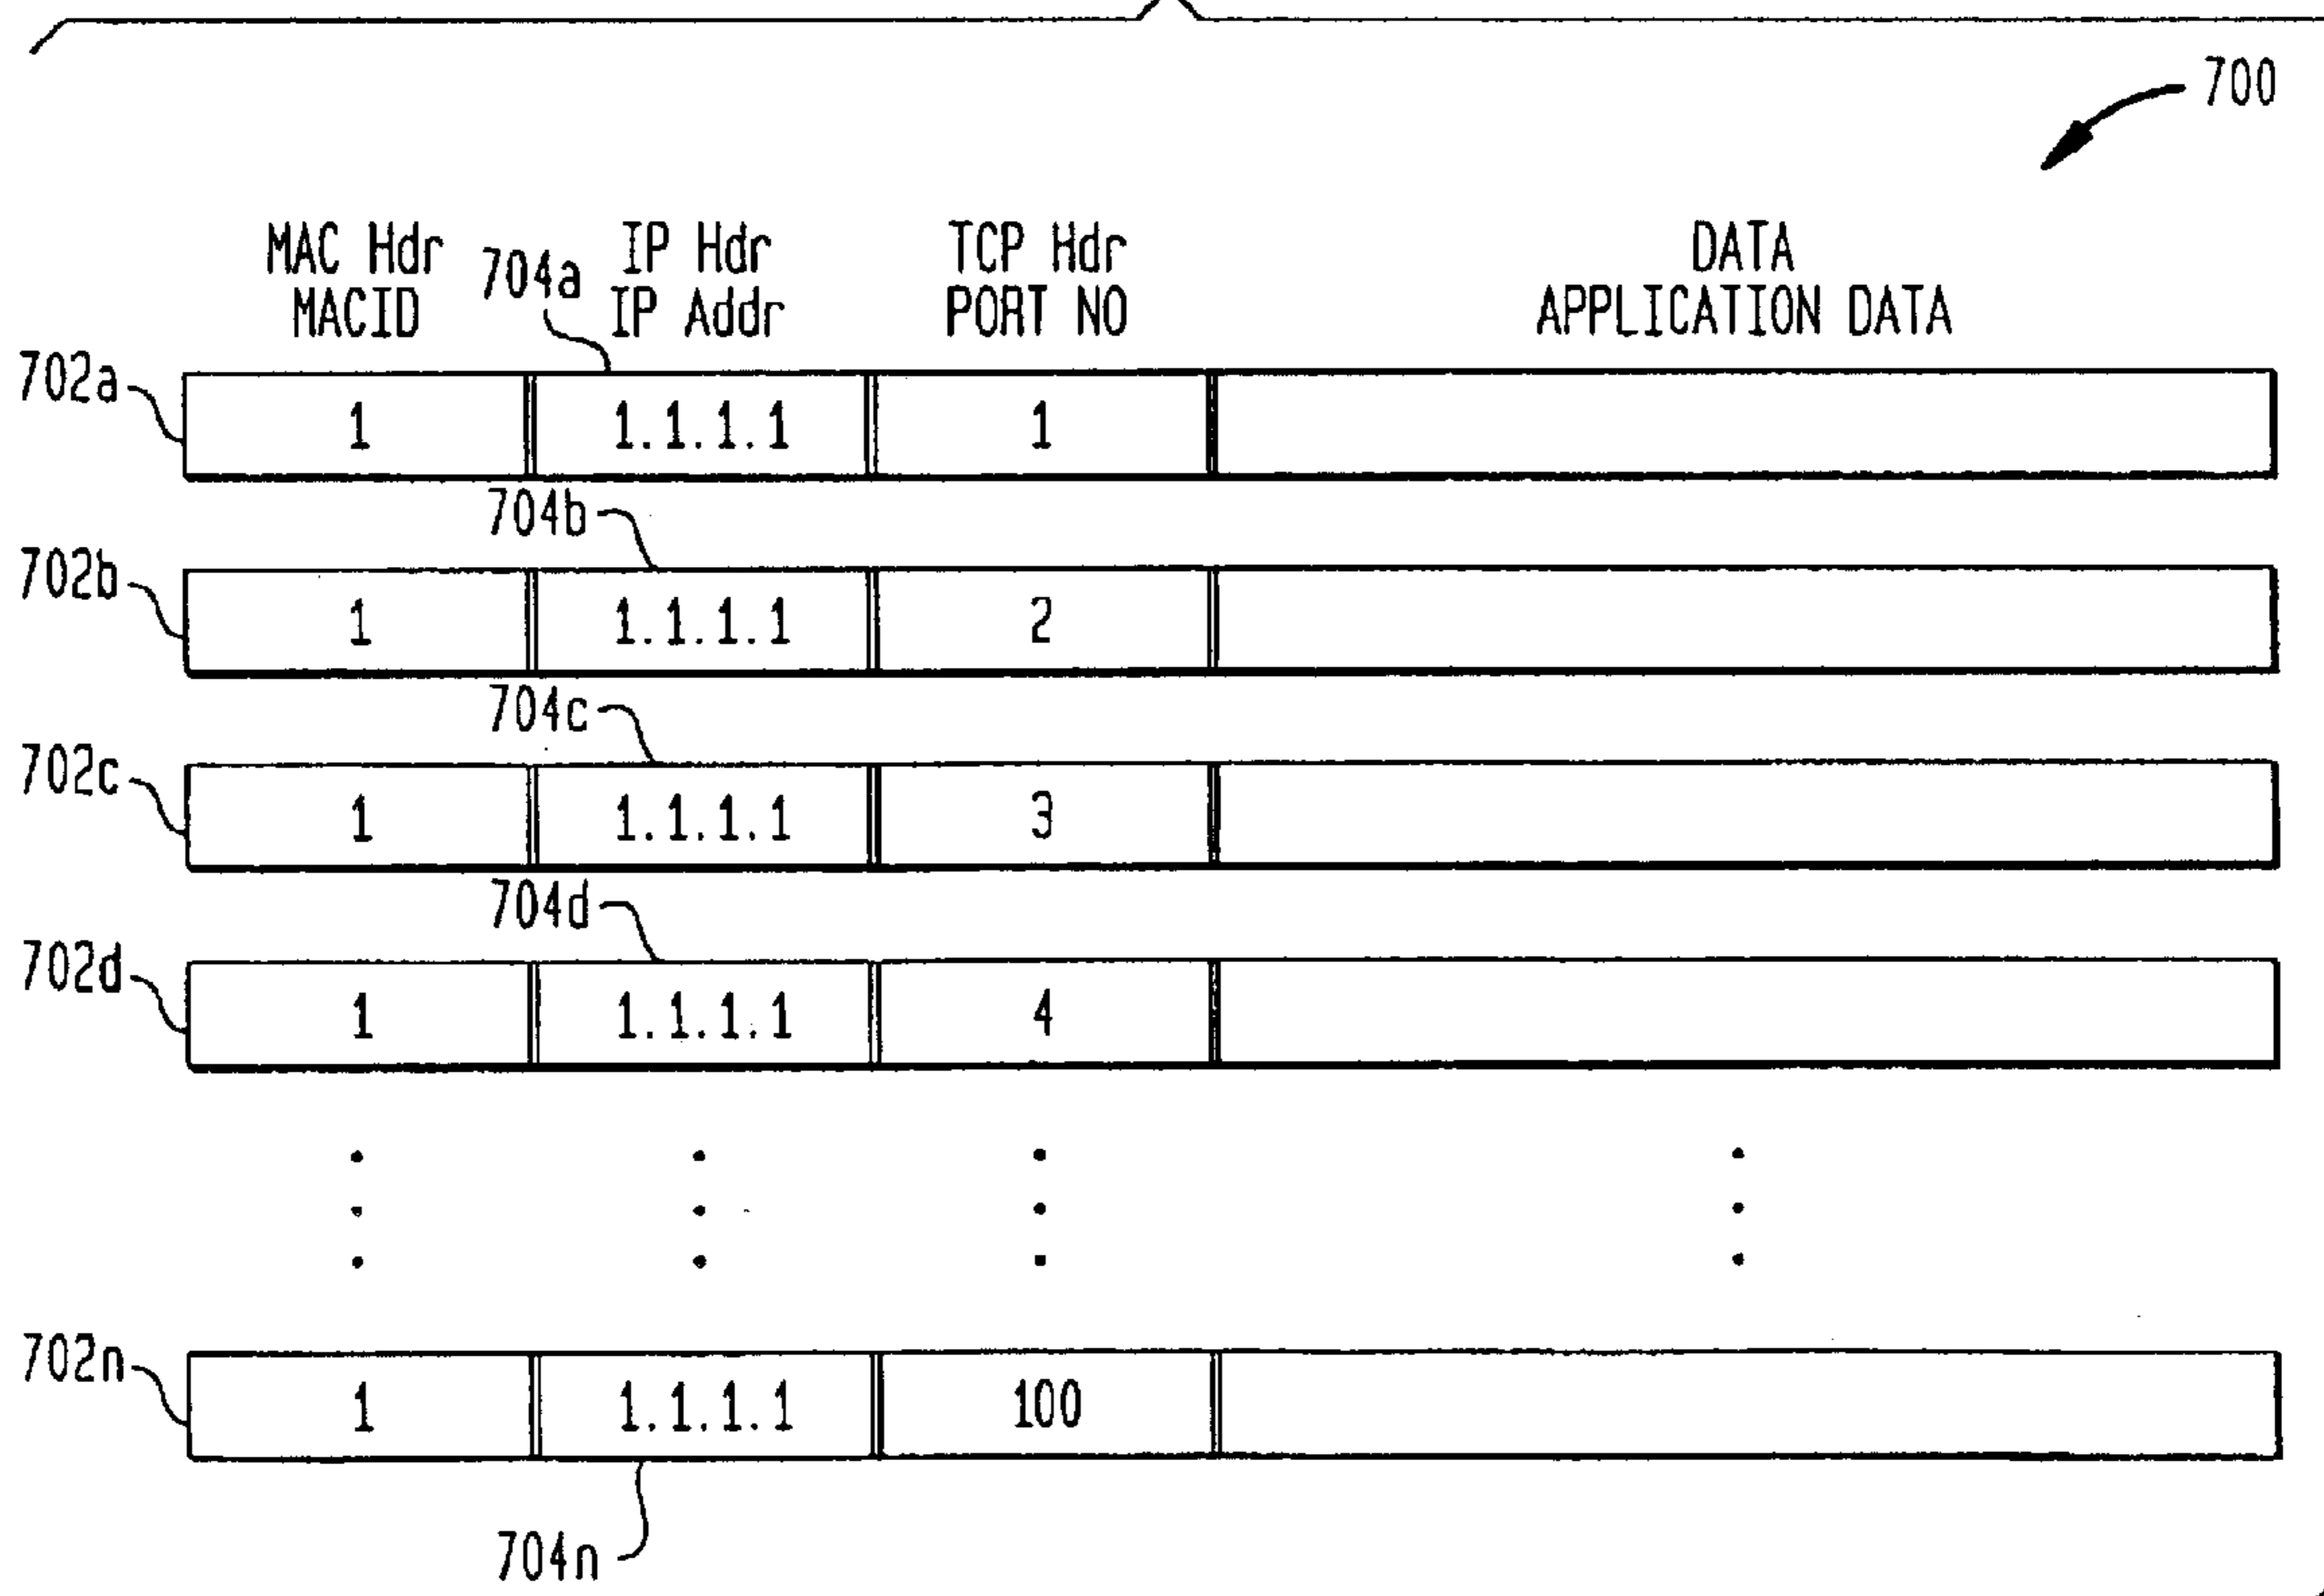 700
MAC Hdr
MACID
704a
IP Hdr
IP Addr
TCP Hdr
PORT NO
DATA
APPLICATION DATA
702a
1
1.1.1.1
1
704b
702b
1
1.1.1.1
2
704c
702c
1
1.1.1.1
3
704d
702d
1
1.1.1.1
4
702n
1
1.1.1.1
100
704n